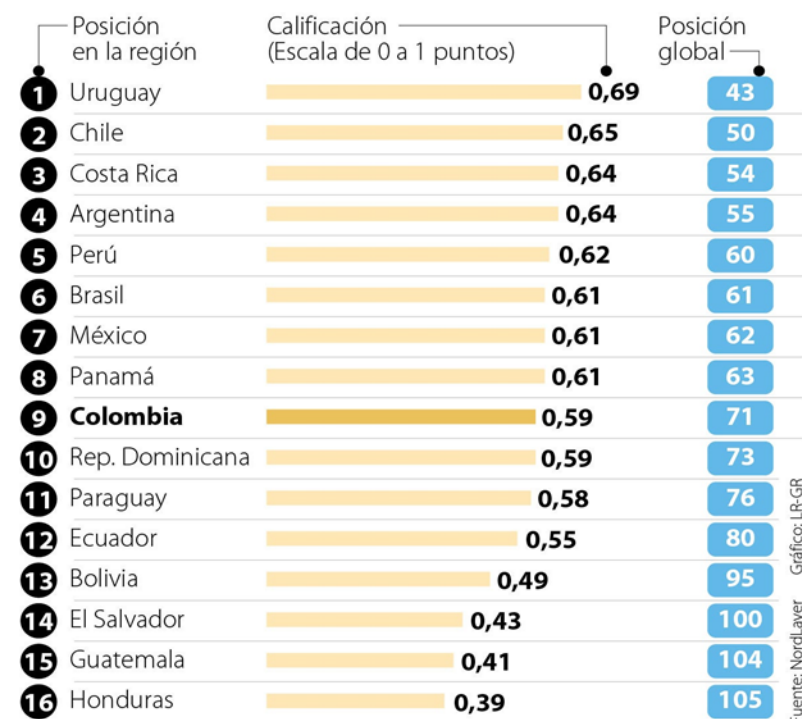 Posición
en la región
Calificación
(Escala de 0 a 1 puntos)
Posición
global
1 Uruguay 0,69 43
2 Chile 0,65 50
3 Costa Rica 0,64 54
4 Argentina 0,64 55
5 Perú 0,62 60
6 Brasil 0,61 61
7 México 0,61 62
8 Panamá 0,61 63
9 Colombia 0,59 71
10 Rep. Dominicana 0,59 73
11 Paraguay 0,58 76
12 Ecuador 0,55 80
13 Bolivia 0,49 95
14 El Salvador 0,43 100
15 Guatemala 0,41 104
16 Honduras 0,39 105
Fuente: NordLayer Gráfico: LR-GR